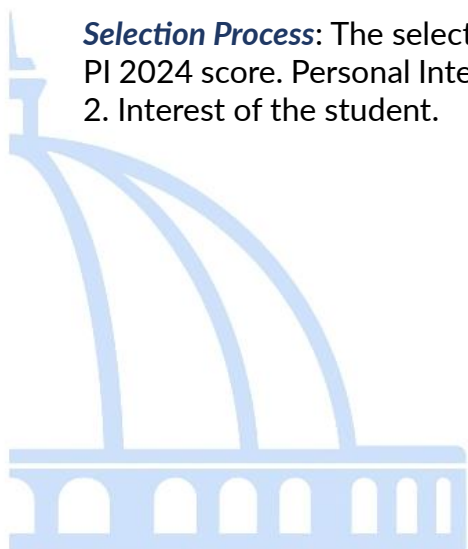 Selection Process: The select
PI 2024 score. Personal Inte
2. Interest of the student.